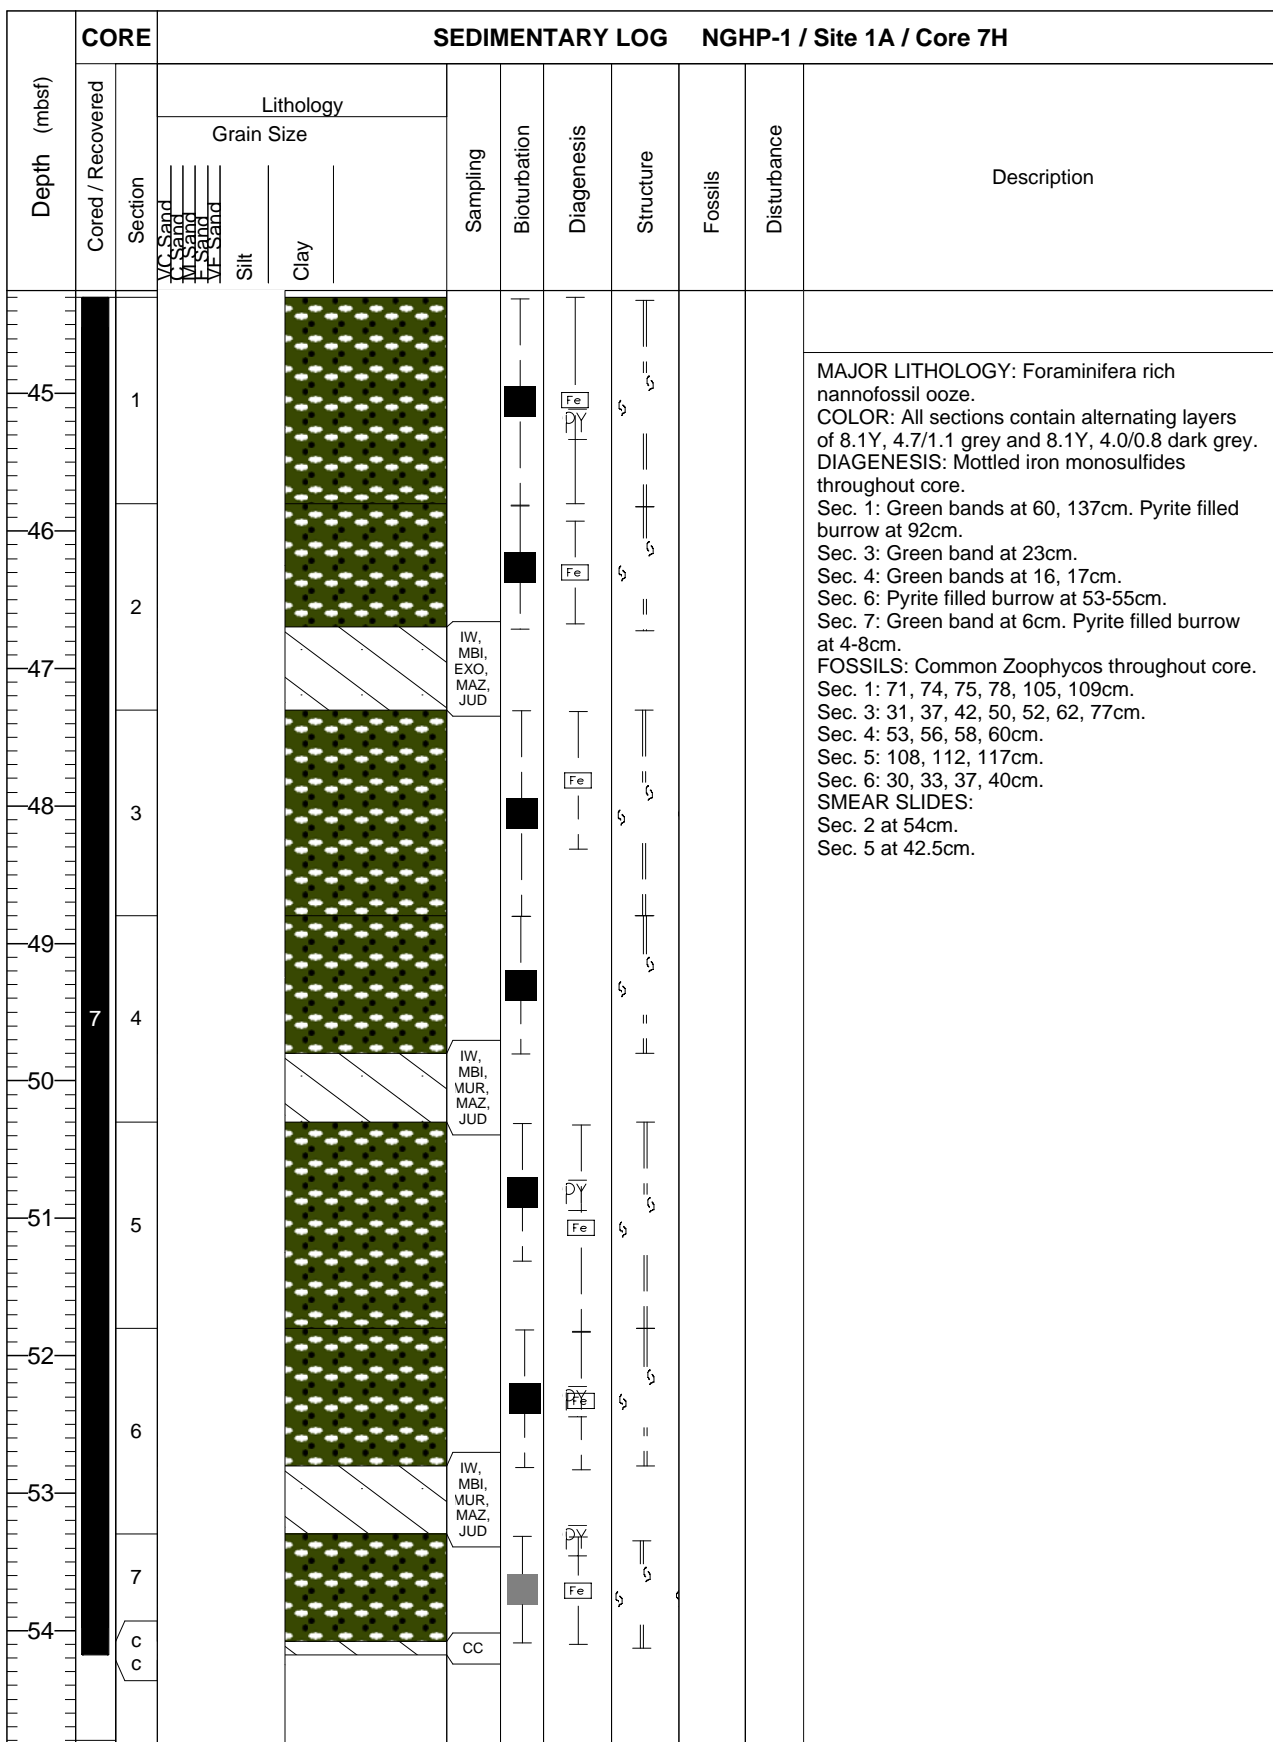 CORE
SEDIMENTARY LOG NGHP-1 / Site 1A / Core 7H
Depth (mbsf)
Cored / Recovered
Section
Lithology
Grain Size
VC Sand
C Sand
M Sand
F Sand
VF Sand
Silt
Clay
Sampling
Bioturbation
Diagenesis
Structure
Fossils
Disturbance
Description
MAJOR LITHOLOGY: Foraminifera rich
nannofossil ooze.
COLOR: All sections contain alternating layers
of 8.1Y, 4.7/1.1 grey and 8.1Y, 4.0/0.8 dark grey.
DIAGENESIS: Mottled iron monosulfides
throughout core.
Sec. 1: Green bands at 60, 137cm. Pyrite filled
burrow at 92cm.
Sec. 3: Green band at 23cm.
Sec. 4: Green bands at 16, 17cm.
Sec. 6: Pyrite filled burrow at 53-55cm.
Sec. 7: Green band at 6cm. Pyrite filled burrow
at 4-8cm.
FOSSILS: Common Zoophycos throughout core.
Sec. 1: 71, 74, 75, 78, 105, 109cm.
Sec. 3: 31, 37, 42, 50, 52, 62, 77cm.
Sec. 4: 53, 56, 58, 60cm.
Sec. 5: 108, 112, 117cm.
Sec. 6: 30, 33, 37, 40cm.
SMEAR SLIDES:
Sec. 2 at 54cm.
Sec. 5 at 42.5cm.
45
1
Fe
PY
46
Fe
2
IW,
MBI,
EXO,
MAZ,
JUD
47
Fe
48
3
49
7
4
IW,
MBI,
MUR,
MAZ,
JUD
50
PY
51
5
Fe
52
PY
Fe
6
IW,
MBI,
MUR,
MAZ,
JUD
53
PY
7
Fe
54
C
C
CC